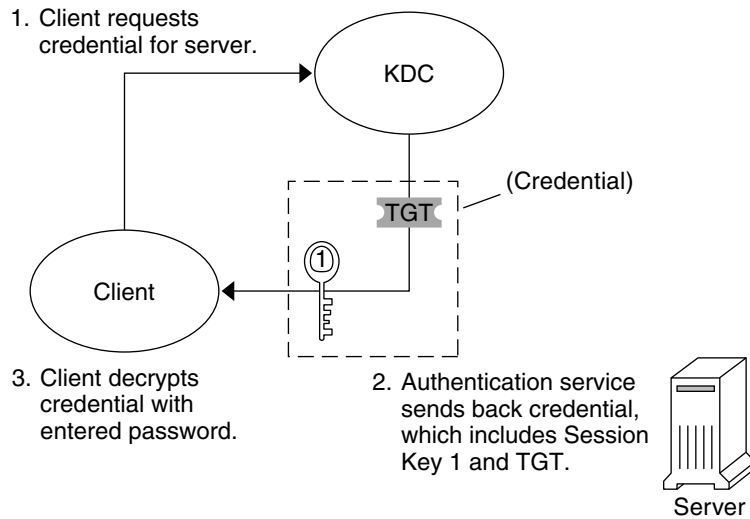 1. Client requests
credential for server.
KDC
(Credential)
TGT
1
Client
3. Client decrypts
credential with
entered password.
2. Authentication service
sends back credential,
which includes Session
Key 1 and TGT.
Server